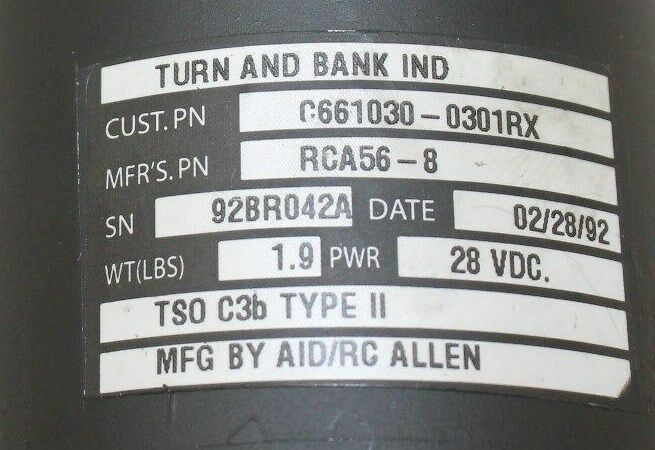 TURN AND BANK IND
CUST. PN C661030-0301RX
MFR'S. PN RCA56-8
SN 92BR042A DATE 02/28/92
WT(LBS) 1.9 PWR 28 VDC.
TSO C3b TYPE II
MFG BY AID/RC ALLEN